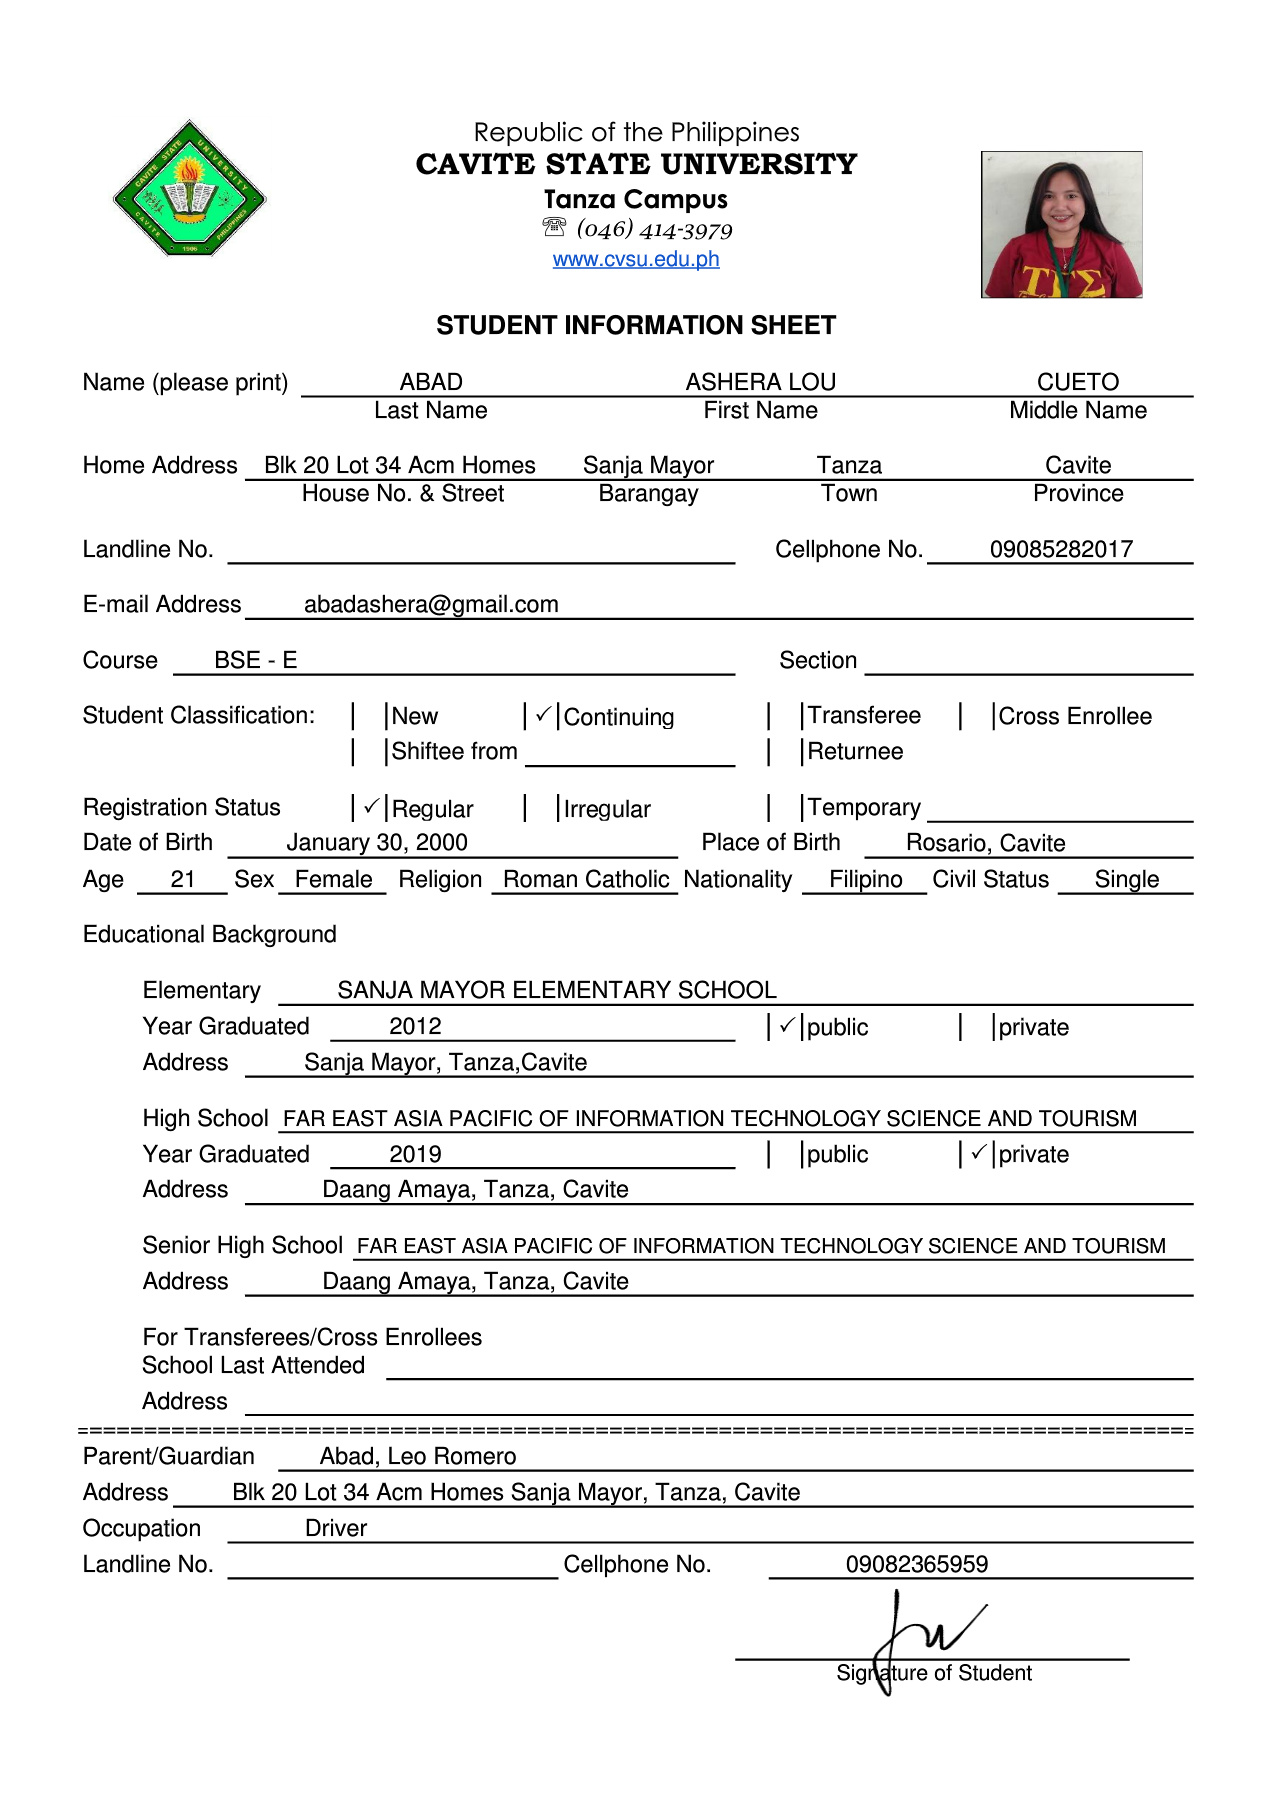 Republic of the Philippines
CAVITE STATE UNIVERSITY
Tanza Campus
☏ (046) 414-3979
www.cvsu.edu.ph
CAVITE STATE UNIVERSITY
CAVITE 1906 PHILIPPINES
ΤΓΣ
STUDENT INFORMATION SHEET
Name (please print) ABAD ASHERA LOU CUETO
Last Name First Name Middle Name
Home Address Blk 20 Lot 34 Acm Homes Sanja Mayor Tanza Cavite
House No. & Street Barangay Town Province
Landline No. Cellphone No. 09085282017
E-mail Address abadashera@gmail.com
Course BSE - E Section
Student Classification: | |New |✓|Continuing | |Transferee | |Cross Enrollee
| |Shiftee from | |Returnee
Registration Status |✓|Regular | |Irregular | |Temporary
Date of Birth January 30, 2000 Place of Birth Rosario, Cavite
Age 21 Sex Female Religion Roman Catholic Nationality Filipino Civil Status Single
Educational Background
Elementary SANJA MAYOR ELEMENTARY SCHOOL
Year Graduated 2012 |✓|public | |private
Address Sanja Mayor, Tanza,Cavite
High School FAR EAST ASIA PACIFIC OF INFORMATION TECHNOLOGY SCIENCE AND TOURISM
Year Graduated 2019 | |public |✓|private
Address Daang Amaya, Tanza, Cavite
Senior High School FAR EAST ASIA PACIFIC OF INFORMATION TECHNOLOGY SCIENCE AND TOURISM
Address Daang Amaya, Tanza, Cavite
For Transferees/Cross Enrollees
School Last Attended
Address
Parent/Guardian Abad, Leo Romero
Address Blk 20 Lot 34 Acm Homes Sanja Mayor, Tanza, Cavite
Occupation Driver
Landline No. Cellphone No. 09082365959
Signature of Student